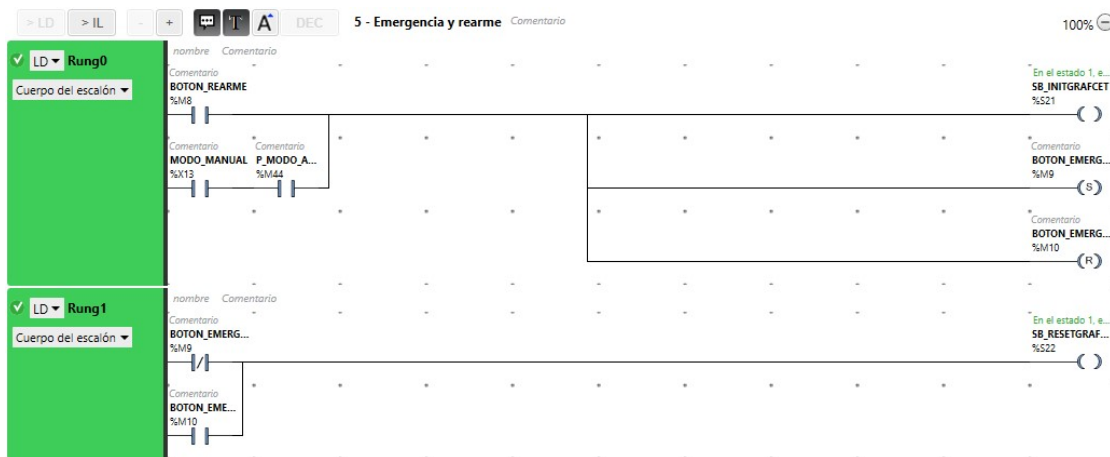 > LD > IL - + T A DEC 5 - Emergencia y rearme Comentario 100%
LD Rung0
nombre Comentario
Cuerpo del escalón
Comentario
BOTON_REARME
%M8
En el estado 1, e...
SB_INITGRAFCET
%S21
( )
Comentario Comentario
MODO_MANUAL P_MODO_A...
%X13 %M44
Comentario
BOTON_EMERG...
%M9
(S)
Comentario
BOTON_EMERG...
%M10
(R)
LD Rung1
nombre Comentario
Cuerpo del escalón
Comentario
BOTON_EMERG...
%M9
En el estado 1, e...
SB_RESETGRAF...
%S22
( )
Comentario
BOTON_EME...
%M10